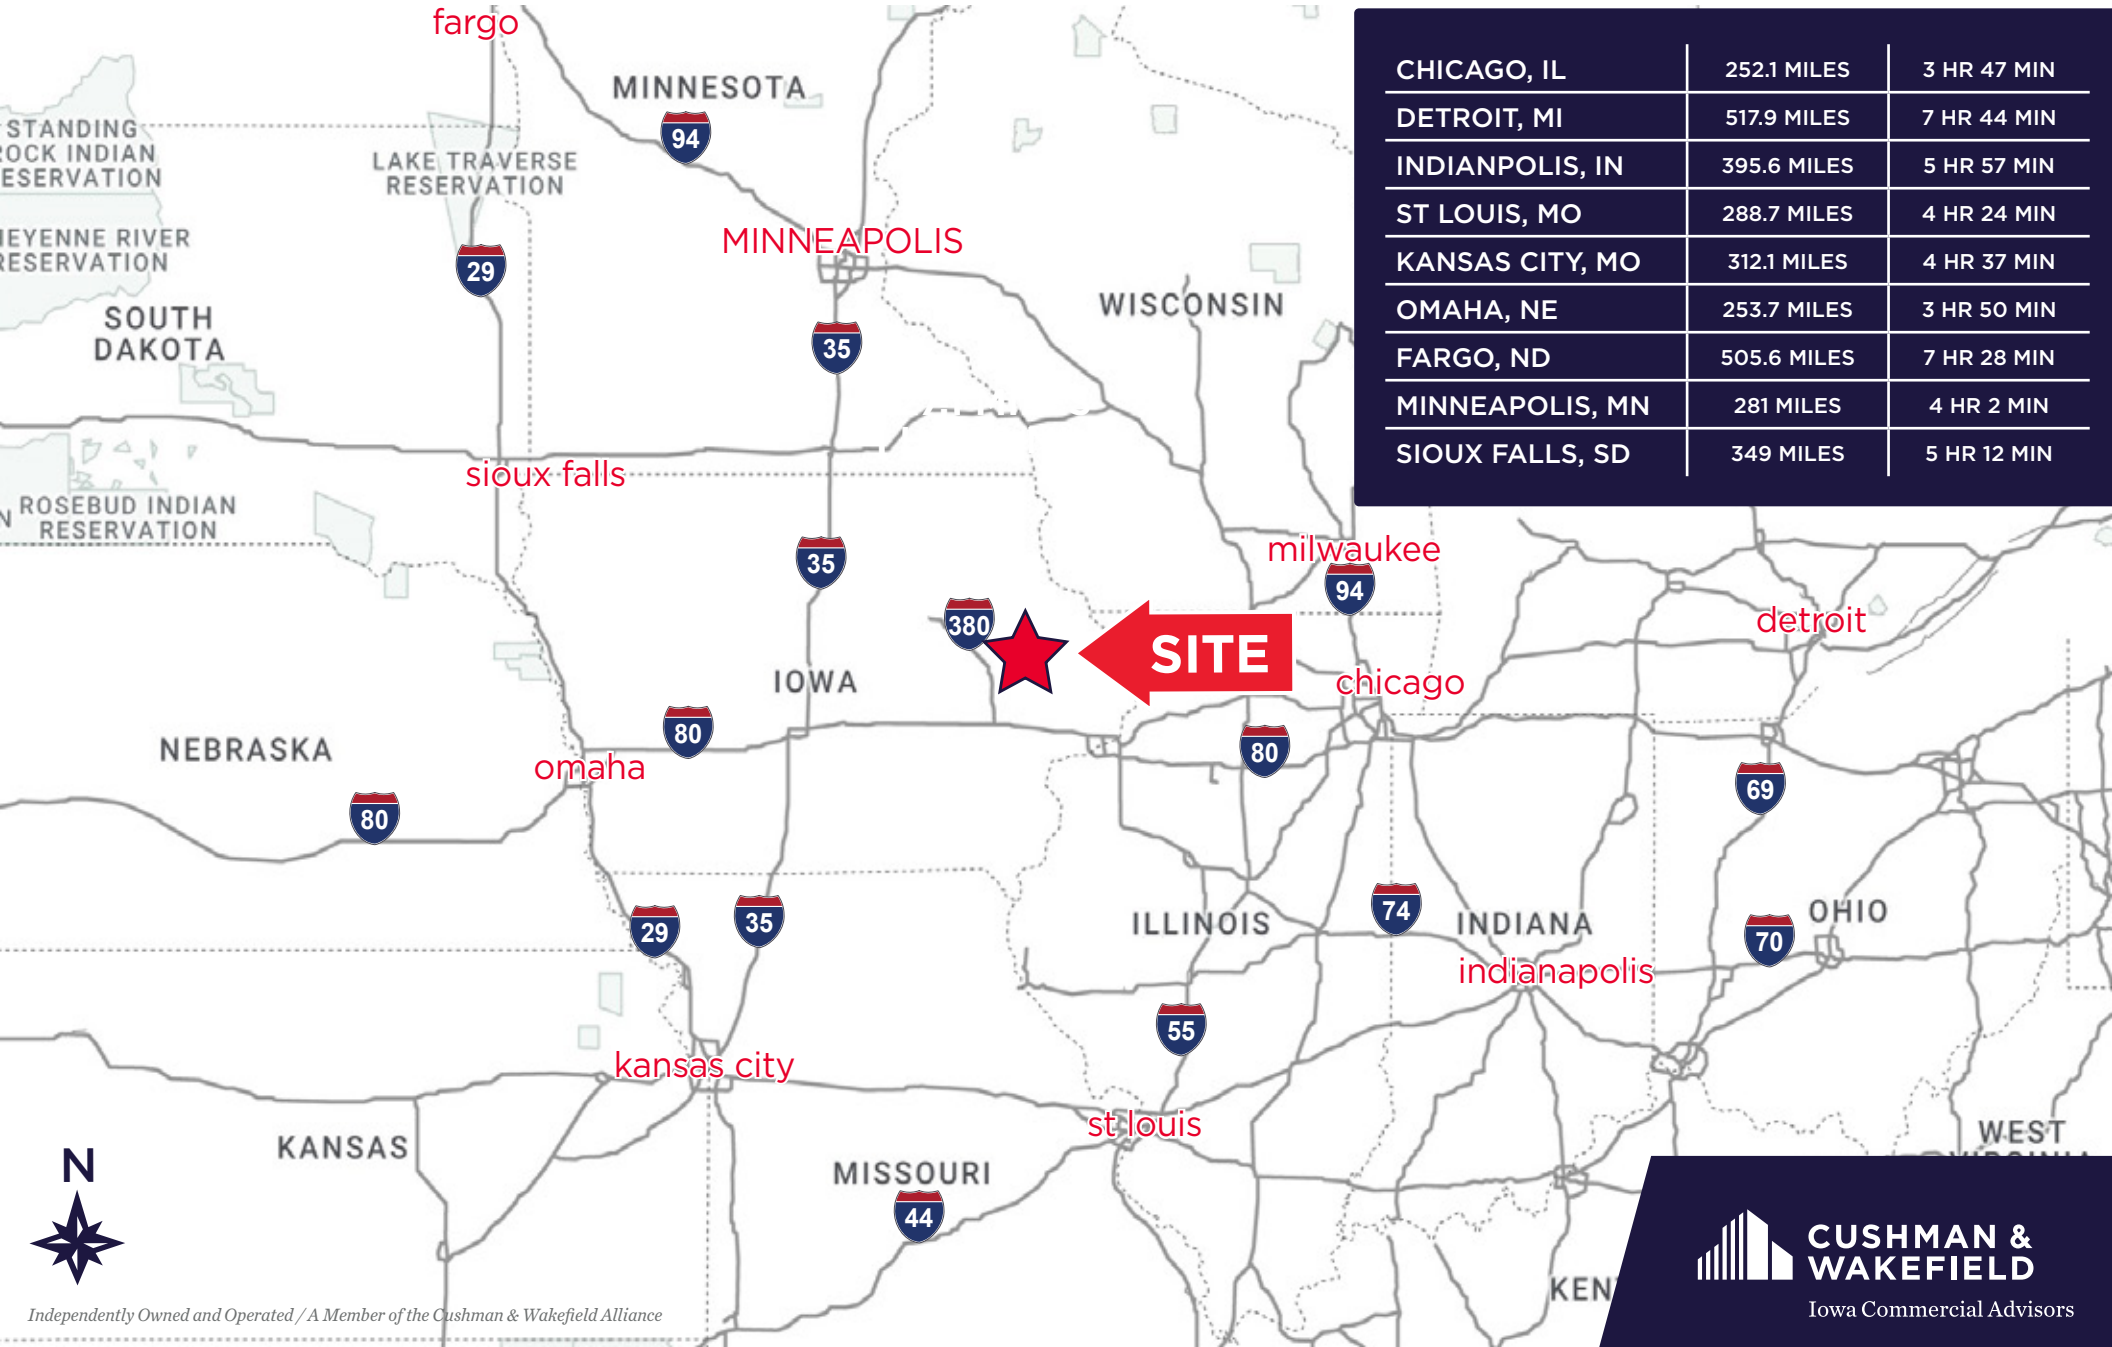 fargo
MINNESOTA
94
STANDING
ROCK INDIAN
RESERVATION
LAKE TRAVERSE
RESERVATION
MINNEAPOLIS
HEYENNE RIVER
RESERVATION
29
SOUTH
DAKOTA
WISCONSIN
35
CHICAGO, IL 252.1 MILES 3 HR 47 MIN
DETROIT, MI 517.9 MILES 7 HR 44 MIN
INDIANPOLIS, IN 395.6 MILES 5 HR 57 MIN
ST LOUIS, MO 288.7 MILES 4 HR 24 MIN
KANSAS CITY, MO 312.1 MILES 4 HR 37 MIN
OMAHA, NE 253.7 MILES 3 HR 50 MIN
FARGO, ND 505.6 MILES 7 HR 28 MIN
MINNEAPOLIS, MN 281 MILES 4 HR 2 MIN
SIOUX FALLS, SD 349 MILES 5 HR 12 MIN
sioux falls
N ROSEBUD INDIAN
RESERVATION
35
milwaukee
94
380
SITE
detroit
IOWA
chicago
80
NEBRASKA
80
omaha
69
80
29
35
ILLINOIS
74
INDIANA
OHIO
70
indianapolis
55
kansas city
st louis
KANSAS
MISSOURI
WEST
44
N
KEN
CUSHMAN &
WAKEFIELD
Iowa Commercial Advisors
Independently Owned and Operated / A Member of the Cushman & Wakefield Alliance